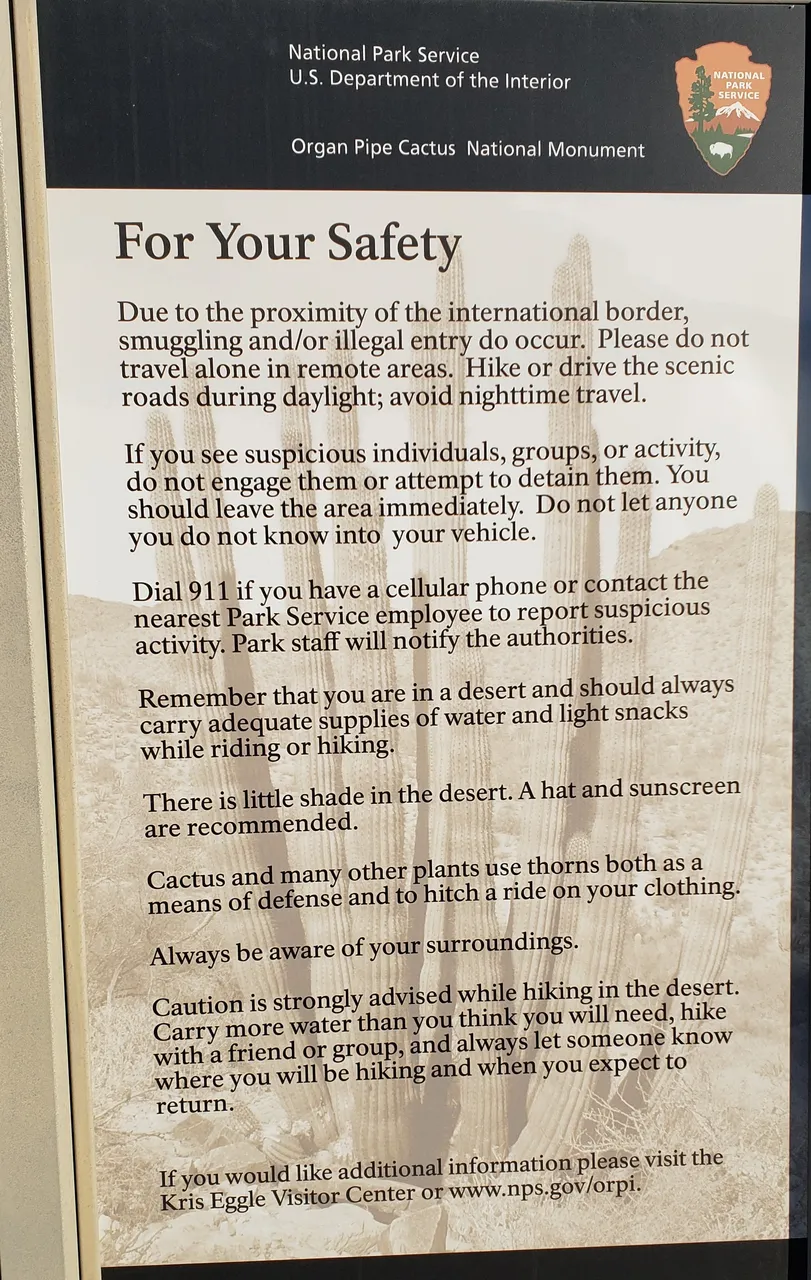 National Park Service
U.S. Department of the Interior
Organ Pipe Cactus National Monument
NATIONAL
PARK
SERVICE
For Your Safety
Due to the proximity of the international border,
smuggling and/or illegal entry do occur. Please do not
travel alone in remote areas. Hike or drive the scenic
roads during daylight; avoid nighttime travel.
If you see suspicious individuals, groups, or activity,
do not engage them or attempt to detain them. You
should leave the area immediately. Do not let anyone
you do not know into your vehicle.
Dial 911 if you have a cellular phone or contact the
nearest Park Service employee to report suspicious
activity. Park staff will notify the authorities.
Remember that you are in a desert and should always
carry adequate supplies of water and light snacks
while riding or hiking.
There is little shade in the desert. A hat and sunscreen
are recommended.
Cactus and many other plants use thorns both as a
means of defense and to hitch a ride on your clothing.
Always be aware of your surroundings.
Caution is strongly advised while hiking in the desert.
Carry more water than you think you will need, hike
with a friend or group, and always let someone know
where you will be hiking and when you expect to
return.
If you would like additional information please visit the
Kris Eggle Visitor Center or www.nps.gov/orpi.